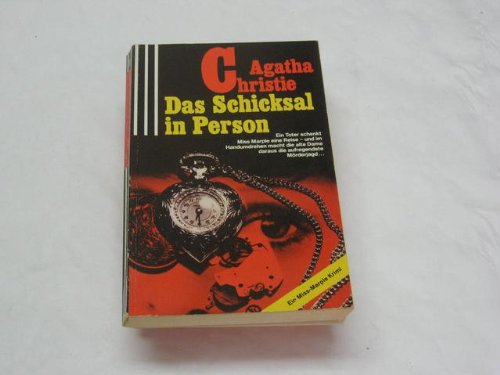 Agatha
Christie
Das Schicksal
in Person
Ein Toter schenkt
Miss Marple eine Reise – und im
Handumdrehen macht die alte Dame
daraus die aufregendste
Mörderjagd ...
Ein Miss-Marple-Krimi